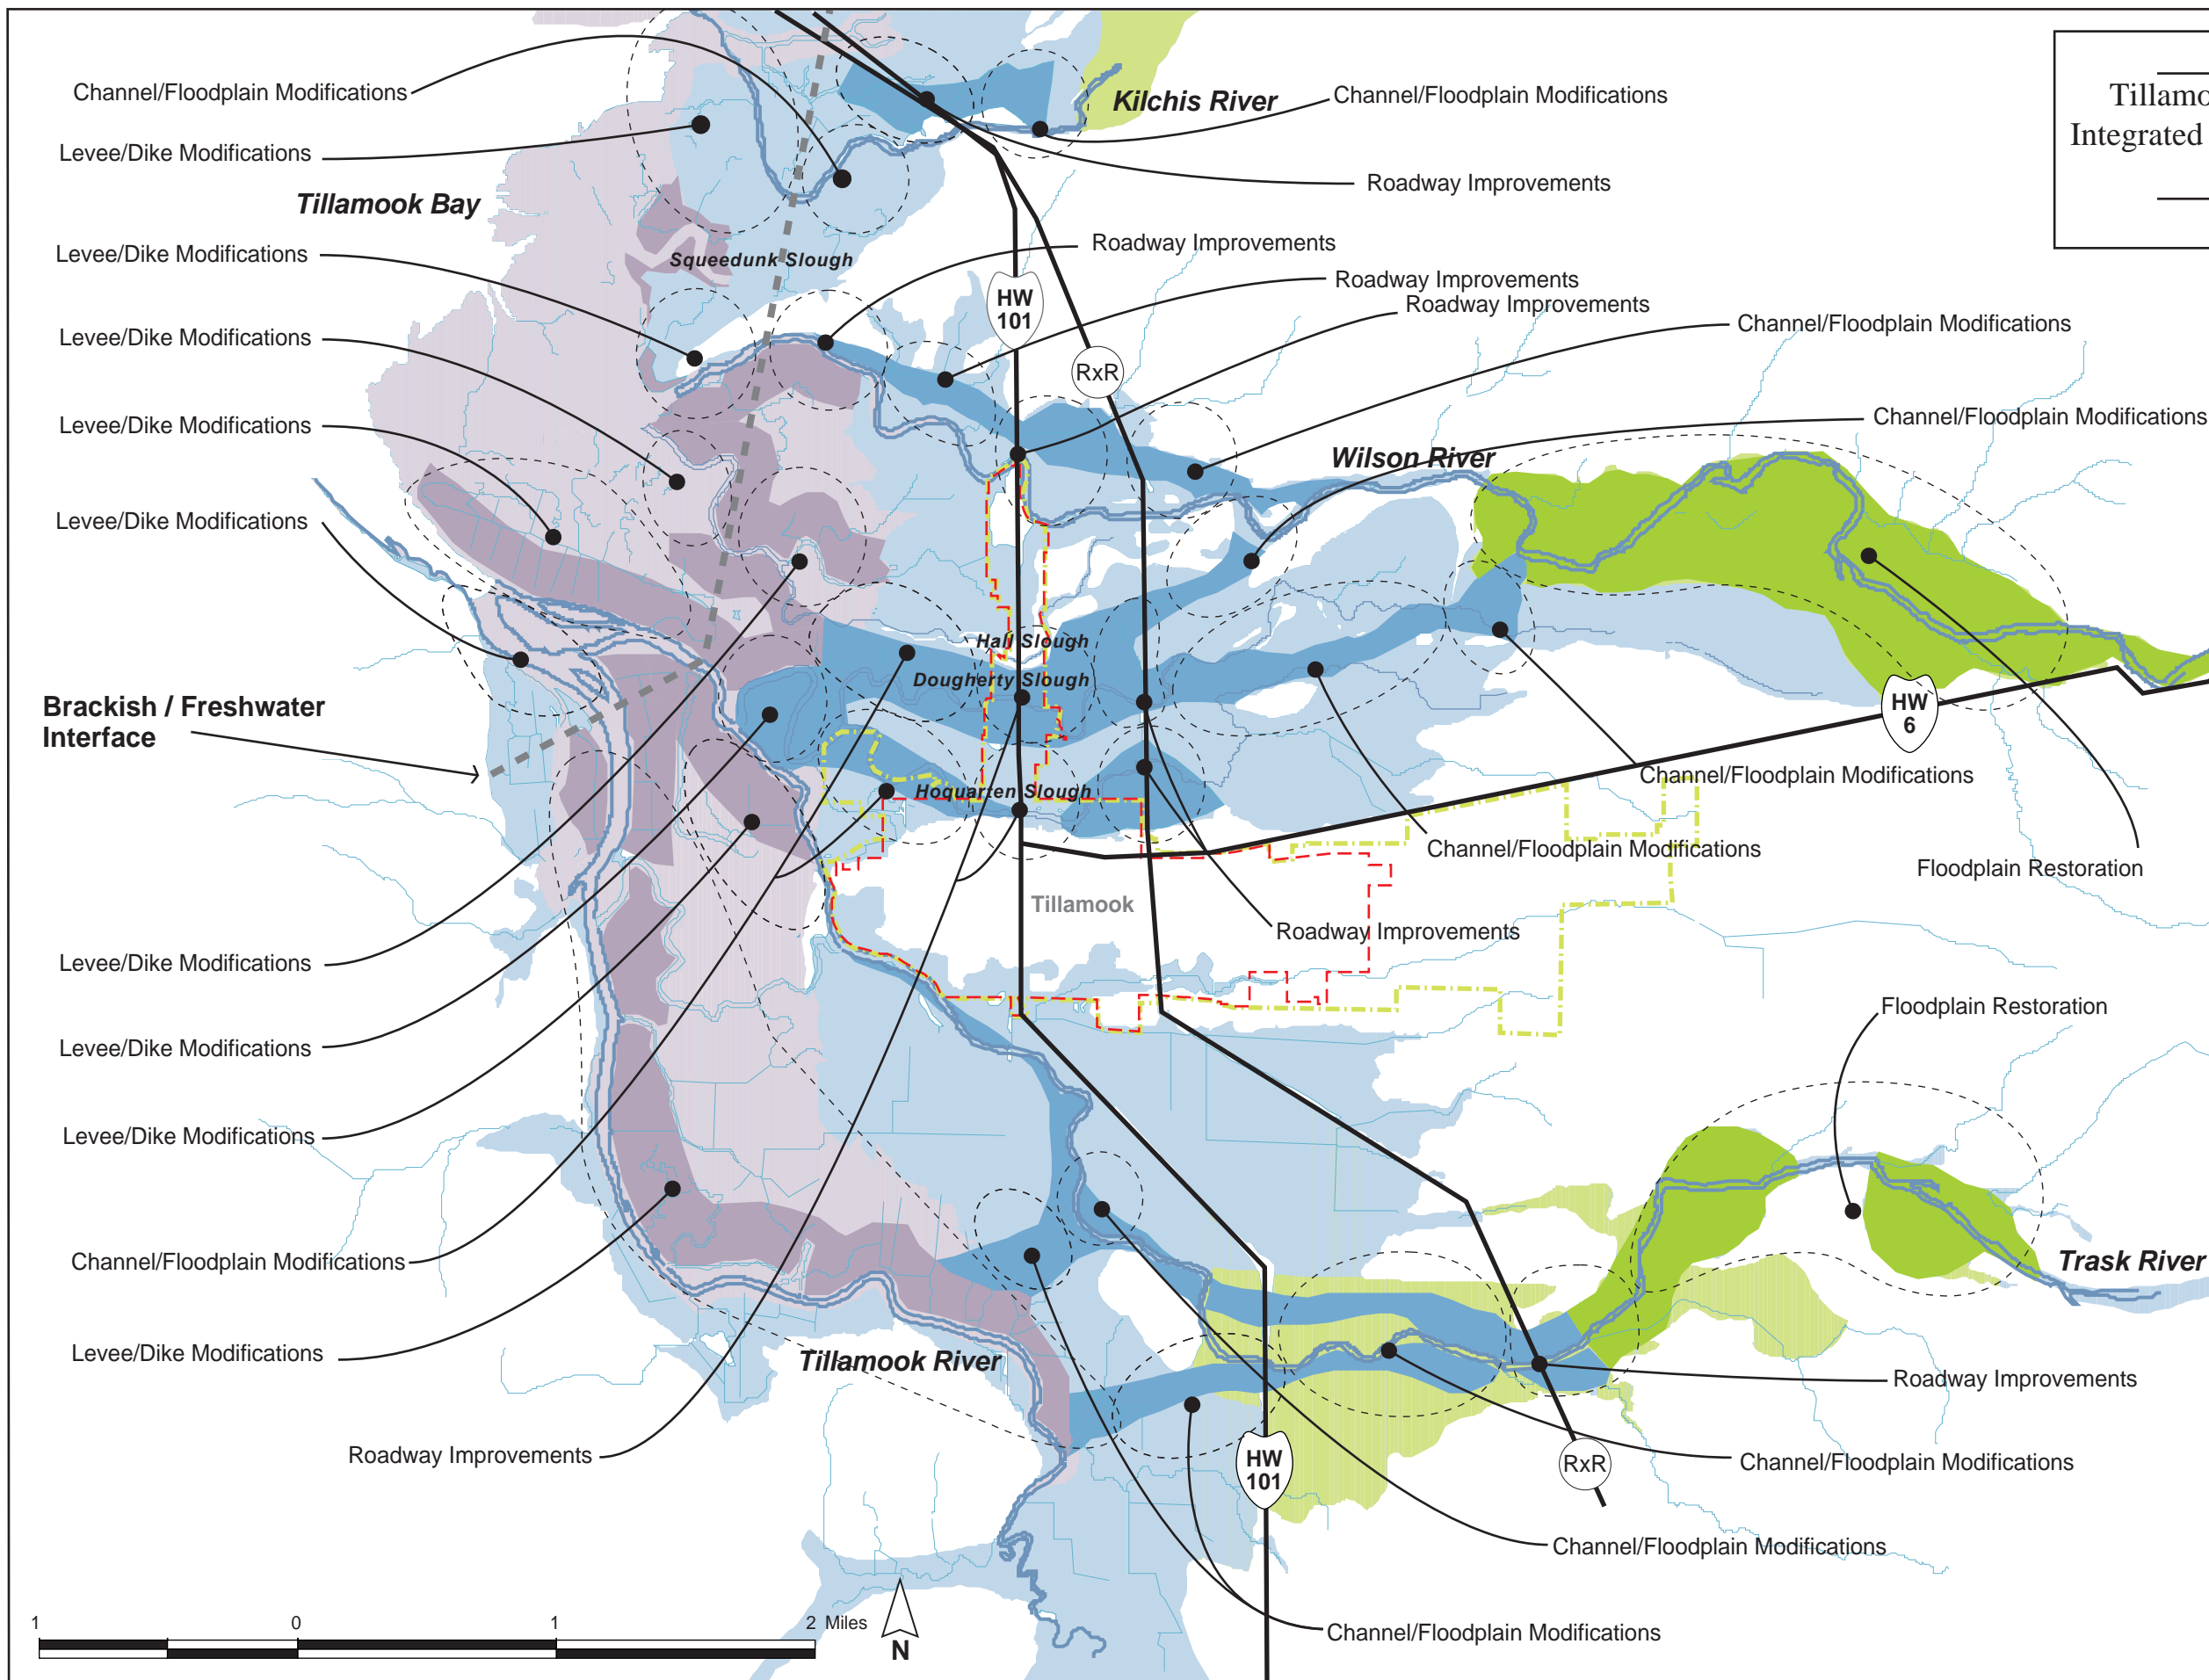 Tillamo
Integrated
Channel/Floodplain Modifications
Levee/Dike Modifications
Tillamook Bay
Kilchis River
Channel/Floodplain Modifications
Roadway Improvements
Levee/Dike Modifications
Squeedunk Slough
Roadway Improvements
Roadway Improvements
Roadway Improvements
HW
101
RxR
Channel/Floodplain Modifications
Levee/Dike Modifications
Levee/Dike Modifications
Channel/Floodplain Modifications
Wilson River
Levee/Dike Modifications
Hall Slough
Dougherty Slough
Brackish / Freshwater
Interface
HW
6
Channel/Floodplain Modifications
Hoquarten Slough
Channel/Floodplain Modifications
Floodplain Restoration
Tillamook
Roadway Improvements
Levee/Dike Modifications
Floodplain Restoration
Levee/Dike Modifications
Levee/Dike Modifications
Channel/Floodplain Modifications
Trask River
Levee/Dike Modifications
Tillamook River
Roadway Improvements
Roadway Improvements
HW
101
RxR
Channel/Floodplain Modifications
Channel/Floodplain Modifications
Channel/Floodplain Modifications
1 0 1 2 Miles
N